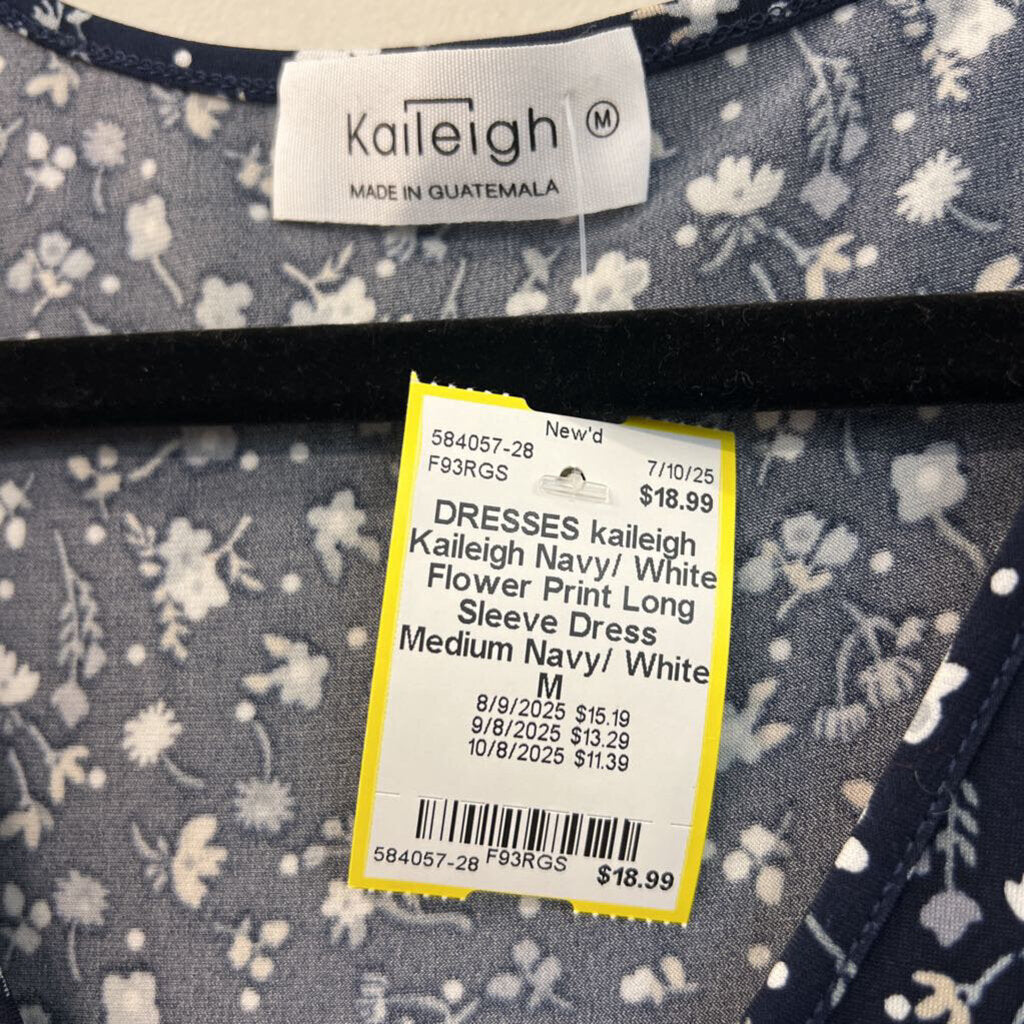 Kaileigh M
MADE IN GUATEMALA
New'd
584057-28
F93RGS
7/10/25
$18.99
DRESSES kaileigh
Kaileigh Navy/ White
Flower Print Long
Sleeve Dress
Medium Navy/ White
M
8/9/2025 $15.19
9/8/2025 $13.29
10/8/2025 $11.39
584057-28 F93RGS $18.99